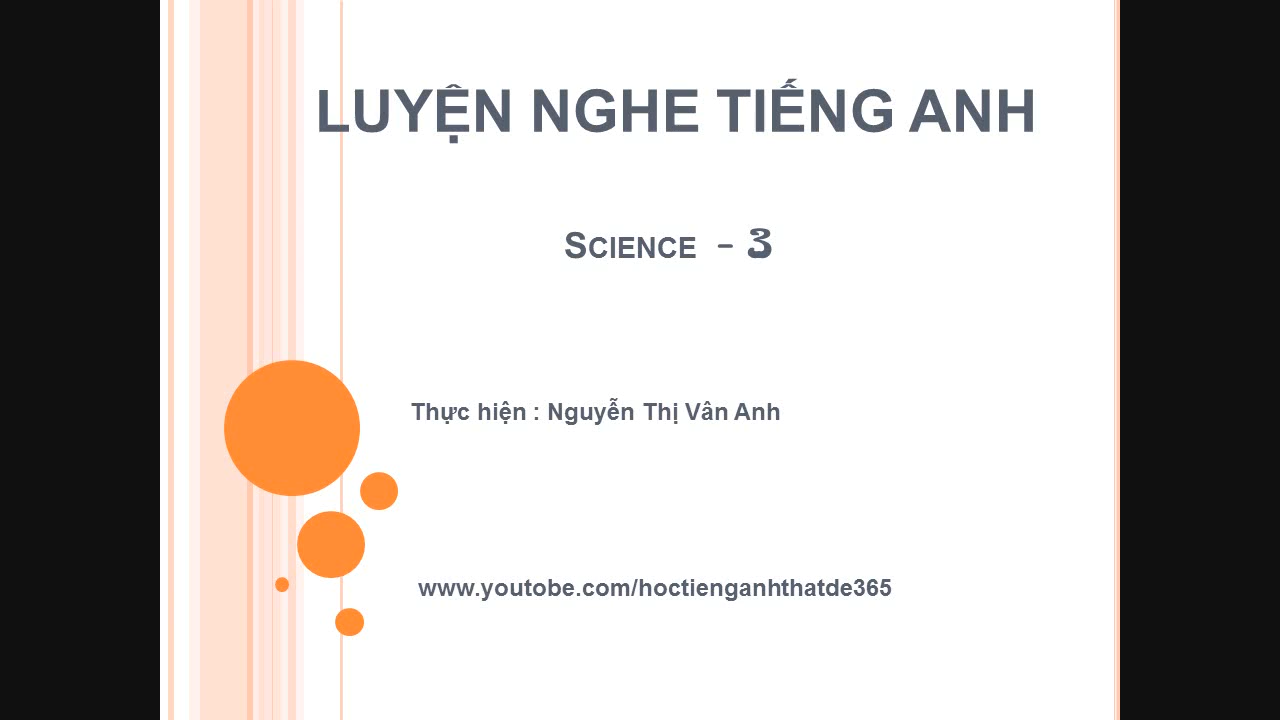 LUYỆN NGHE TIẾNG ANH
SCIENCE – 3
Thực hiện : Nguyễn Thị Vân Anh
www.youtobe.com/hoctienganhthatde365